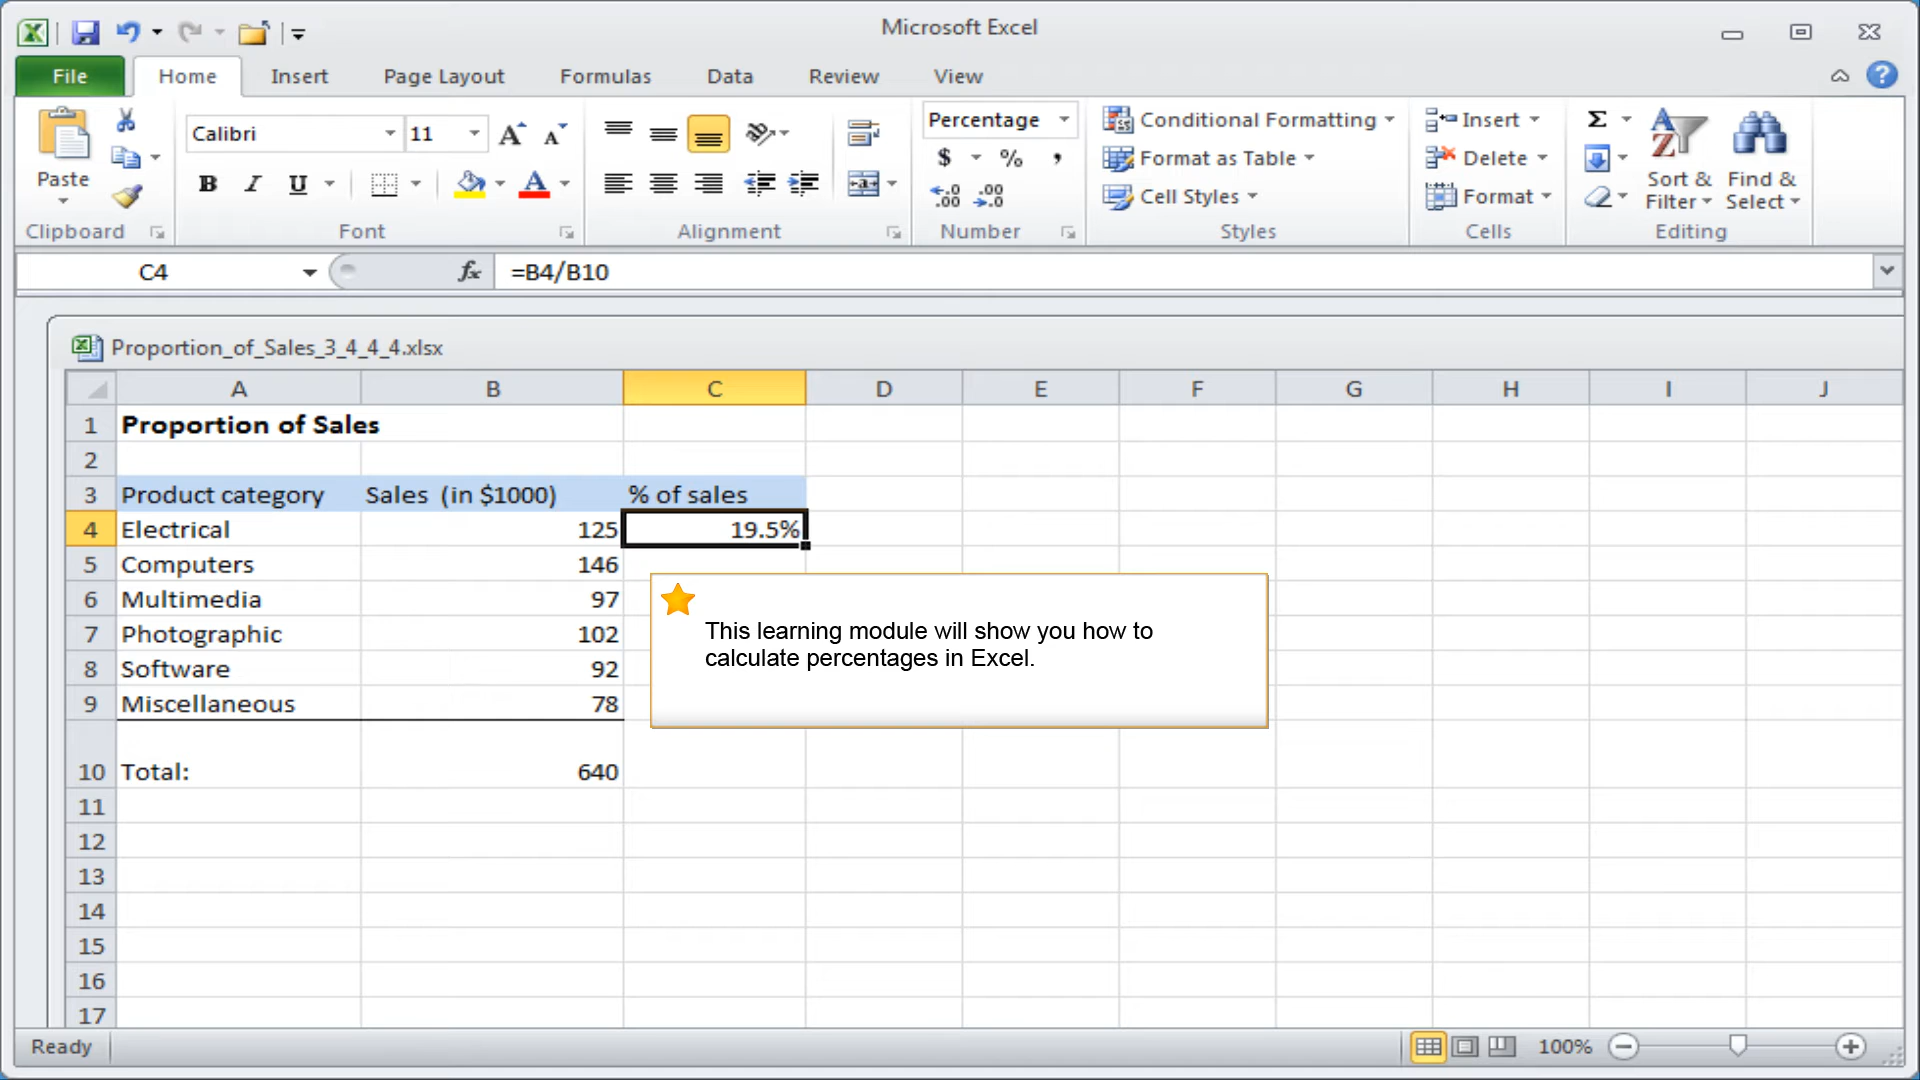 Microsoft Excel
File Home Insert Page Layout Formulas Data Review View
Calibri 11 Percentage Conditional Formatting Insert
Paste B I U A $ % , Format as Table Delete Sort & Filter Find & Select
Cell Styles Format
Clipboard Font Alignment Number Styles Cells Editing
C4 fx =B4/B10
Proportion_of_Sales_3_4_4_4.xlsx
A B C D E F G H I J
1 Proportion of Sales
2
3 Product category Sales (in $1000) % of sales
4 Electrical 125 19.5%
5 Computers 146
6 Multimedia 97
7 Photographic 102
8 Software 92
9 Miscellaneous 78
This learning module will show you how to
calculate percentages in Excel.
10 Total: 640
11
12
13
14
15
16
17
Ready 100%